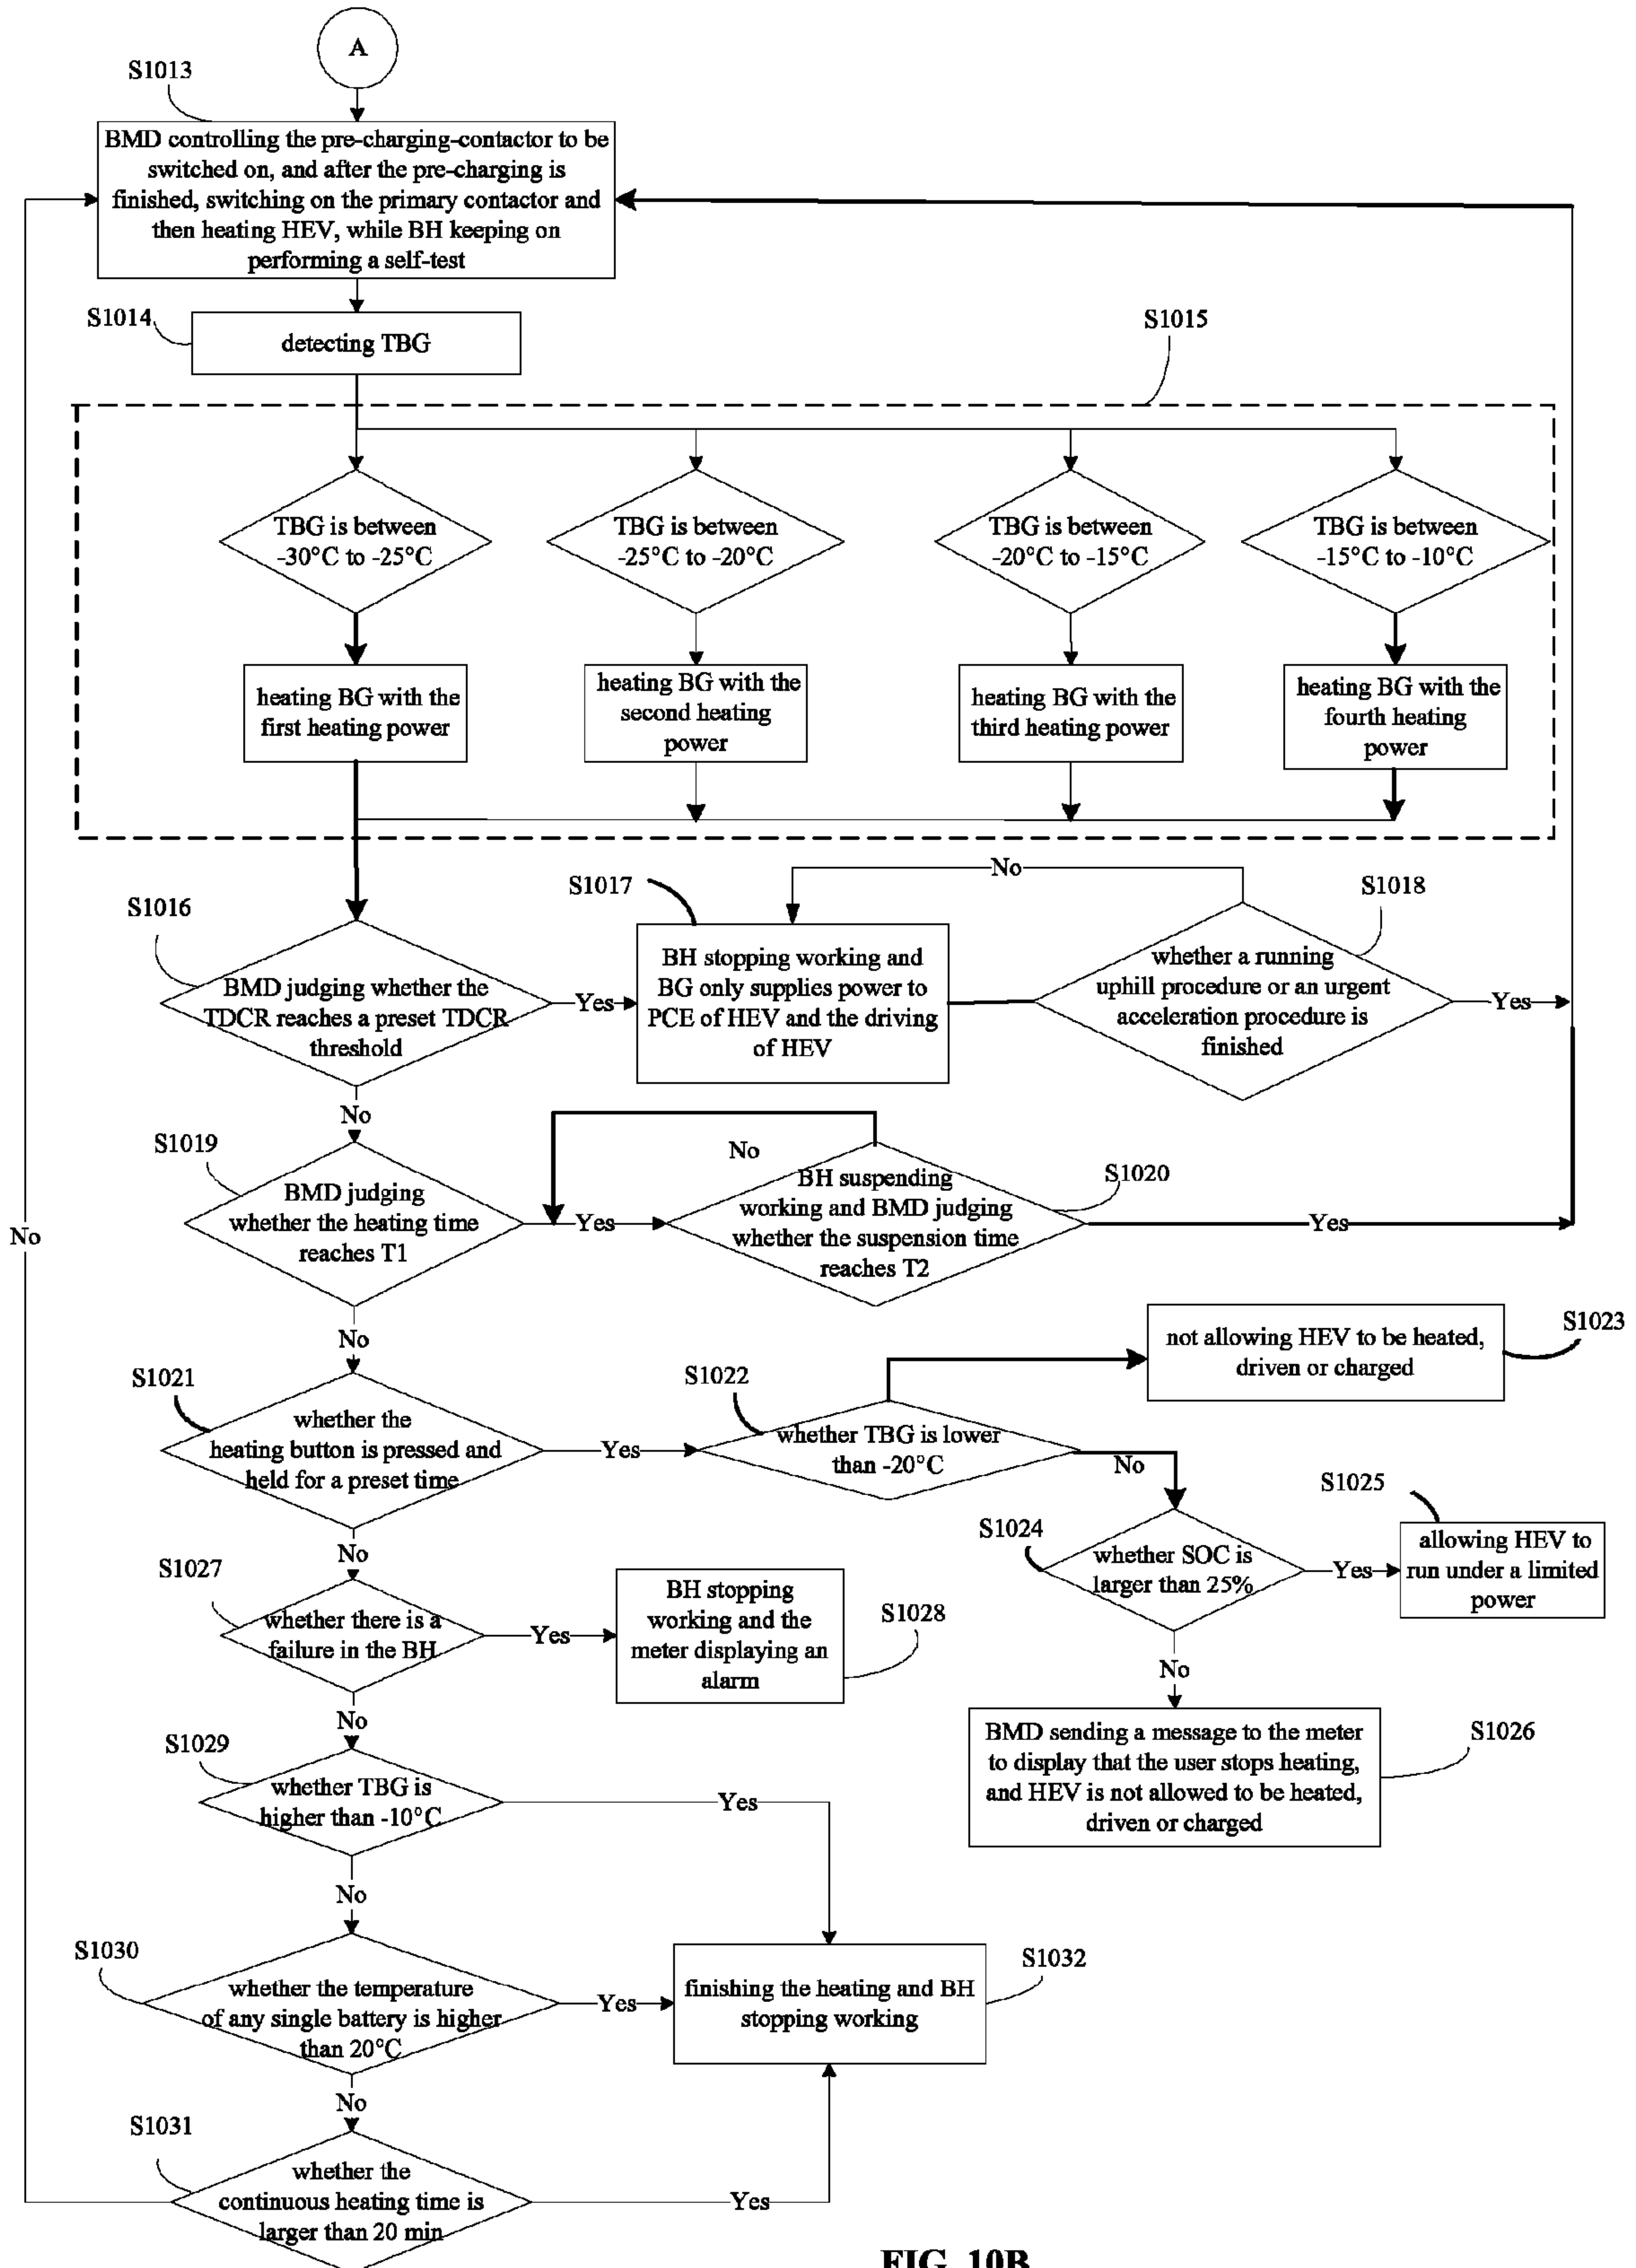 A
S1013
BMD controlling the pre-charging-contactor to be
switched on, and after the pre-charging is
finished, switching on the primary contactor and
then heating HEV, while BH keeping on
performing a self-test
S1014
detecting TBG
S1015
TBG is between
-30°C to -25°C
TBG is between
-25°C to -20°C
TBG is between
-20°C to -15°C
TBG is between
-15°C to -10°C
heating BG with the
first heating power
heating BG with the
second heating
power
heating BG with the
third heating power
heating BG with the
fourth heating
power
S1016
BMD judging whether the
TDCR reaches a preset TDCR
threshold
Yes
S1017
BH stopping working and
BG only supplies power to
PCE of HEV and the driving
of HEV
No
S1018
whether a running
uphill procedure or an urgent
acceleration procedure is
finished
Yes
No
S1019
BMD judging
whether the heating time
reaches T1
Yes
No
BH suspending
working and BMD judging
whether the suspension time
reaches T2
S1020
Yes
No
No
S1021
whether the
heating button is pressed and
held for a preset time
Yes
S1022
whether TBG is lower
than -20°C
not allowing HEV to be heated,
driven or charged
S1023
No
S1024
whether SOC is
larger than 25%
Yes
S1025
allowing HEV to
run under a limited
power
No
BMD sending a message to the meter
to display that the user stops heating,
and HEV is not allowed to be heated,
driven or charged
S1026
No
S1027
whether there is a
failure in the BH
Yes
BH stopping
working and the
meter displaying an
alarm
S1028
No
S1029
whether TBG is
higher than -10°C
Yes
No
S1030
whether the temperature
of any single battery is higher
than 20°C
Yes
finishing the heating and BH
stopping working
S1032
No
S1031
whether the
continuous heating time is
larger than 20 min
Yes
FIG. 10B